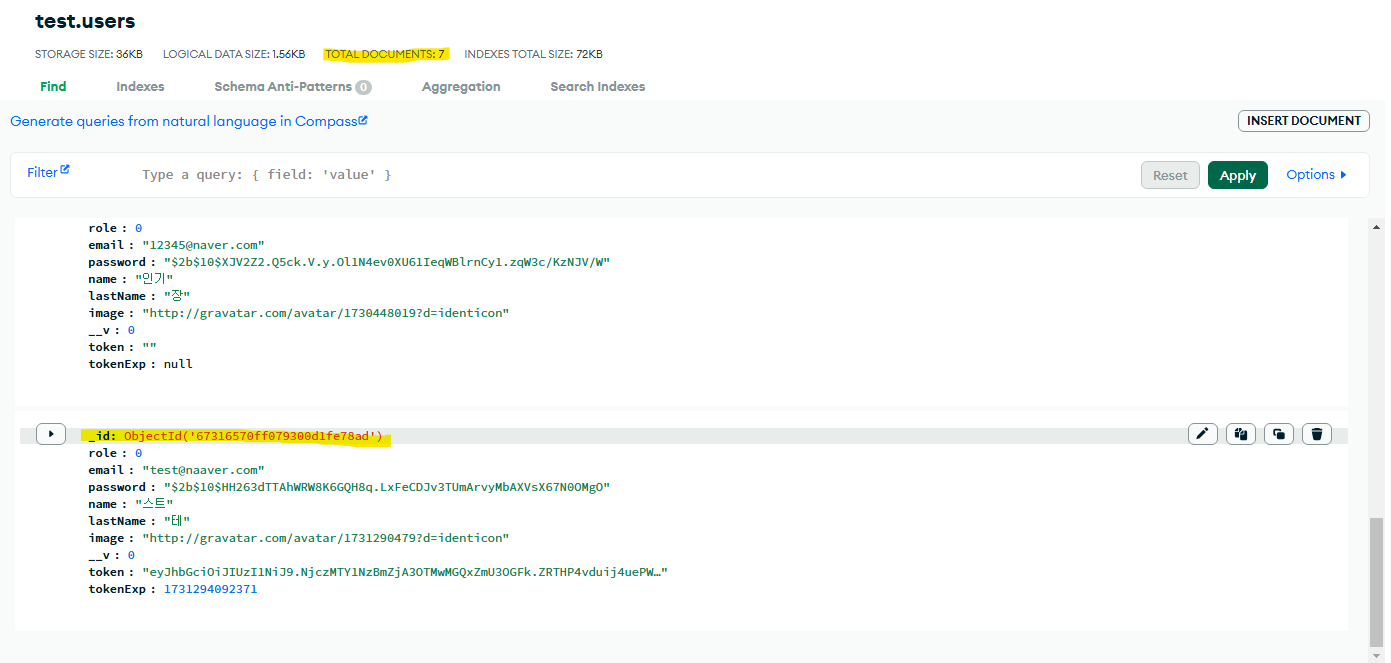 test.users
STORAGE SIZE: 36KB LOGICAL DATA SIZE: 1.56KB TOTAL DOCUMENTS: 7 INDEXES TOTAL SIZE: 72KB
Find Indexes Schema Anti-Patterns 0 Aggregation Search Indexes
Generate queries from natural language in Compass
INSERT DOCUMENT
Filter Type a query: { field: 'value' } Reset Apply Options
role : 0
email : "12345@naver.com"
password : "$2b$10$XJV2Z2.Q5ck.V.y.Ol1N4ev0XU61IeqWBlrnCy1.zqW3c/KzNJV/W"
name : "인기"
lastName : "장"
image : "http://gravatar.com/avatar/1730448019?d=identicon"
__v : 0
token : ""
tokenExp : null
_id: ObjectId('67316570ff079300d1fe78ad')
role : 0
email : "test@naaver.com"
password : "$2b$10$HH263dTTAhWRW8K6GQH8q.LxFeCDJv3TUmArvyMbAXVsX67N0OMgO"
name : "스트"
lastName : "테"
image : "http://gravatar.com/avatar/1731290479?d=identicon"
__v : 0
token : "eyJhbGciOiJIUzI1NiJ9.NjczMTY1NzBmZjA3OTMwMGQxZmU3OGFk.ZRTHP4vduij4uePW…"
tokenExp : 1731294092371